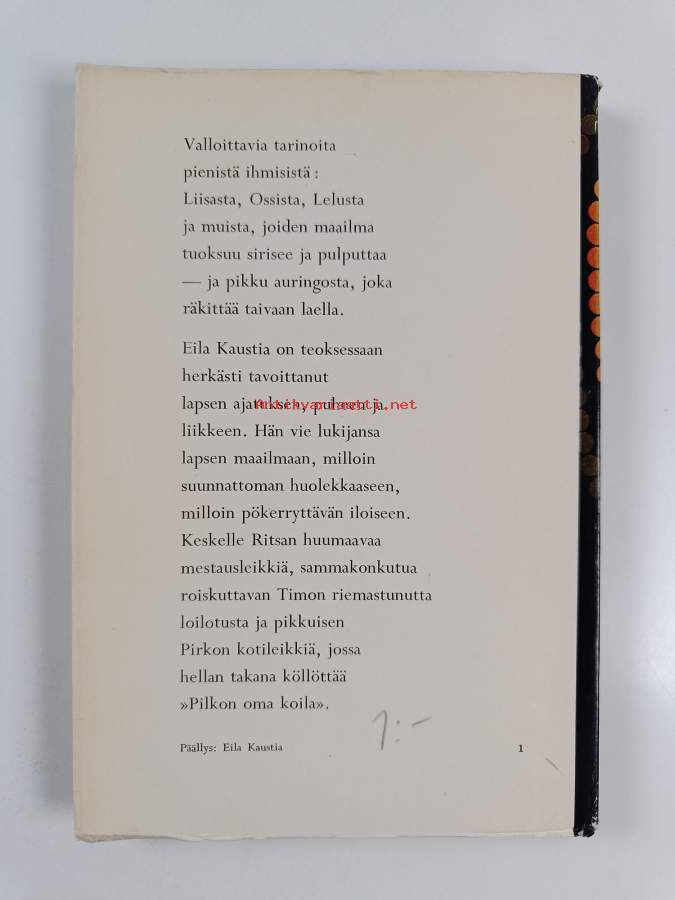 Valloittavia tarinoita
pienistä ihmisistä:
Liisasta, Ossista, Lelusta
ja muista, joiden maailma
tuoksuu sirisee ja pulputtaa
— ja pikku auringosta, joka
räkittää taivaan laella.
Eila Kaustia on teoksessaan
herkästi tavoittanut
lapsen ajatuksen, puheen ja
Antikvariaatti.net
liikkeen. Hän vie lukijansa
lapsen maailmaan, milloin
suunnattoman huolekkaaseen,
milloin pökerryttävän iloiseen.
Keskelle Ritsan huumaavaa
mestausleikkiä, sammakonkutua
roiskuttavan Timon riemastunutta
loilotusta ja pikkuisen
Pirkon kotileikkiä, jossa
hellan takana köllöttää
»Pilkon oma koila».
1:-
Päällys: Eila Kaustia 1